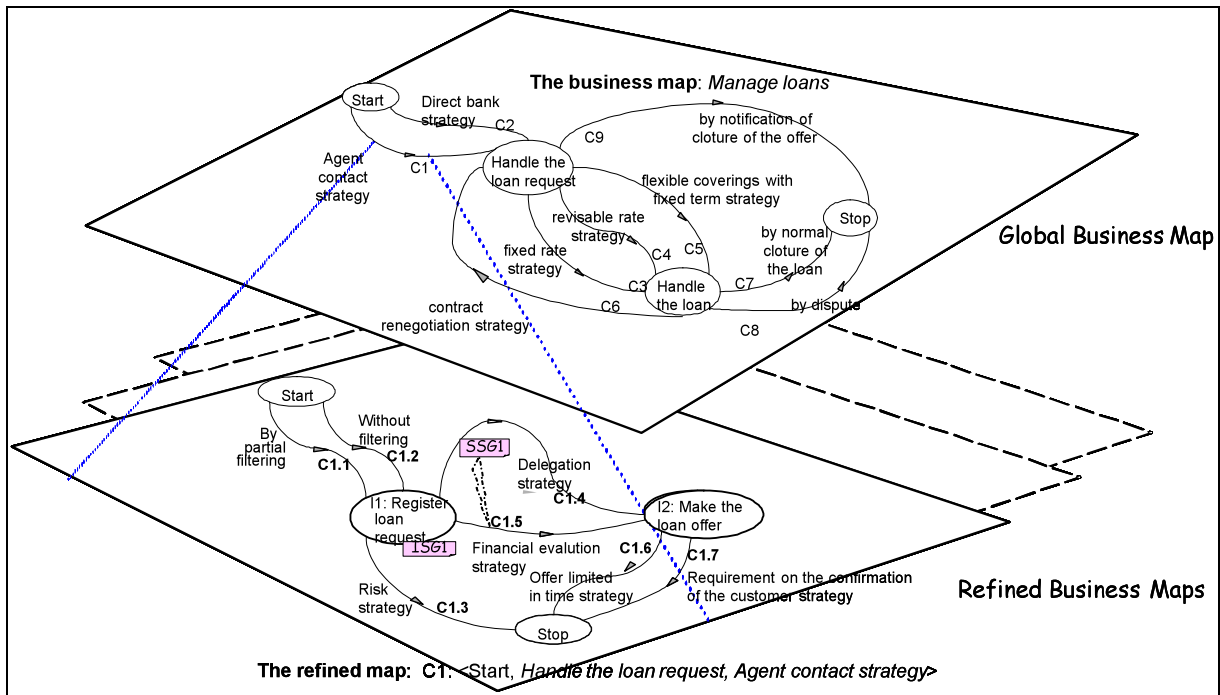 The business map: Manage loans
Start
Direct bank
strategy
C2
C9
by notification of
cloture of the offer
Agent
contact
strategy
C1
Handle the
loan request
flexible coverings with
fixed term strategy
revisable rate
strategy
Stop
by normal
cloture of
the loan
Global Business Map
fixed rate
strategy
C4
C5
C3
Handle
the loan
C7
C6
by dispute
contract
renegotiation strategy
C8
Start
Without
filtering
By
partial
filtering
C1.1
C1.2
SSG1
Delegation
strategy
C1.4
I1: Register
loan
request
ISG1
C1.5
I2: Make the
loan offer
Financial evalution
strategy
C1.6
C1.7
Offer limited
in time strategy
Requirement on the confirmation
of the customer strategy
Risk
strategy
C1.3
Refined Business Maps
Stop
The refined map: C1: <Start, Handle the loan request, Agent contact strategy>